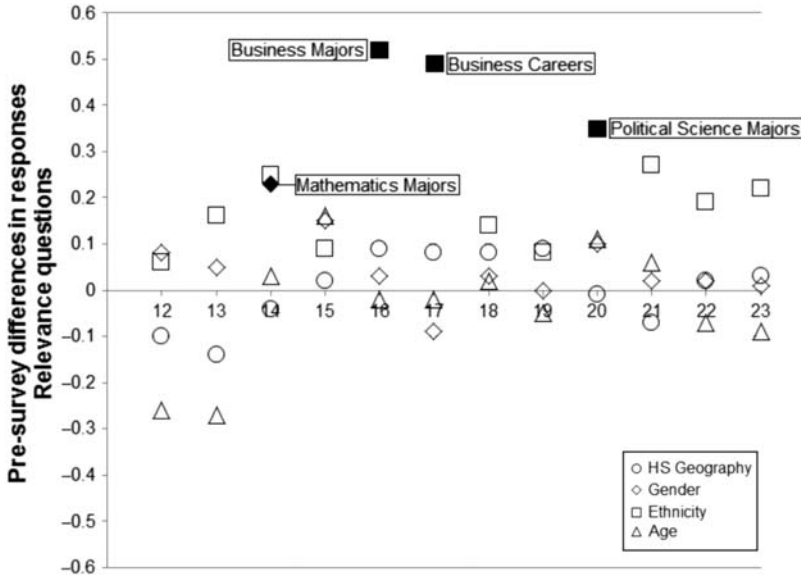 Pre-survey differences in responses
Relevance questions
0.6
0.5
0.4
0.3
0.2
0.1
0
–0.1
–0.2
–0.3
–0.4
–0.5
–0.6
12 13 14 15 16 17 18 19 20 21 22 23
Business Majors
Business Careers
Political Science Majors
Mathematics Majors
HS Geography
Gender
Ethnicity
Age